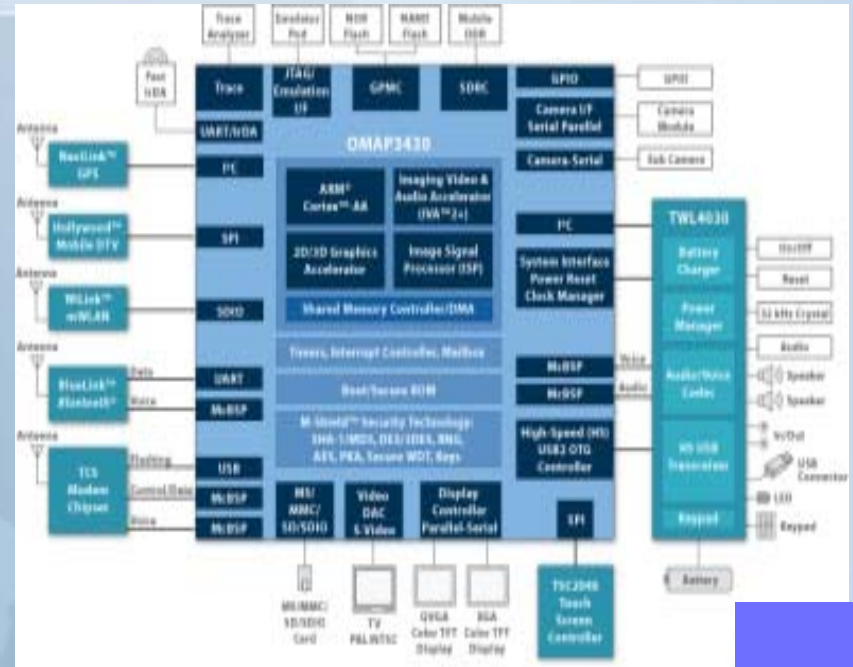 Trace
Analyzer
Emulator
Pod
NOR
Flash
NAND
Flash
Mobile
DDR
Fast
IrDA
Trace
JTAG/
Emulation
I/F
GPMC
SDRC
GPIO
GPIO
UART/IrDA
Camera I/F
Serial Parallel
Camera
Module
OMAP3430
Camera-Serial
Sub Camera
Antenna
NaviLink™
GPS
I²C
ARM®
Cortex™-A8
Imaging Video &
Audio Accelerator
(IVA™2+)
I²C
TWL4030
Antenna
Hollywood™
Mobile DTV
SPI
2D/3D Graphics
Accelerator
Image Signal
Processor (ISP)
System Interface
Power Reset
Clock Manager
Battery
Charger
On/Off
Reset
Antenna
WiLink™
mWLAN
SDIO
Shared Memory Controller/DMA
Power
Manager
32 kHz Crystal
Audio
Timers, Interrupt Controller, Mailbox
Antenna
BlueLink™
Bluetooth®
Data
UART
Voice
McBSP
Boot/Secure ROM
McBSP
Voice
McBSP
Audio
Audio/Voice
Codec
Speaker
Speaker
M-Shield™ Security Technology:
SHA-1/MD5, DES/3DES, RNG,
AES, PKA, Secure WDT, Keys
High-Speed (HS)
USB2 OTG
Controller
HS USB
Transceiver
In/Out
USB
Connector
Antenna
TCS
Modem
Chipset
Flashing
USB
Control/Data
McBSP
Voice
McBSP
LED
Keypad
Keypad
MS/
MMC/
SD/SDIO
Video
DAC
& Video
Display
Controller
Parallel-Serial
SPI
Battery
MS/MMC/
SD/SDIO
Card
TV
PAL/NTSC
QVGA
Color TFT
Display
XGA
Color TFT
Display
TSC2046
Touch
Screen
Controller